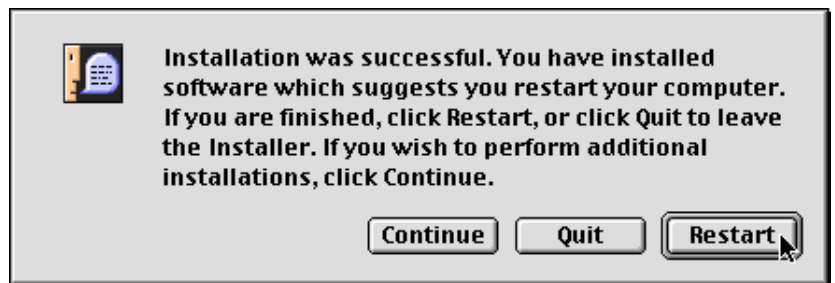 Installation was successful. You have installed
software which suggests you restart your computer.
If you are finished, click Restart, or click Quit to leave
the Installer. If you wish to perform additional
installations, click Continue.
Continue Quit Restart